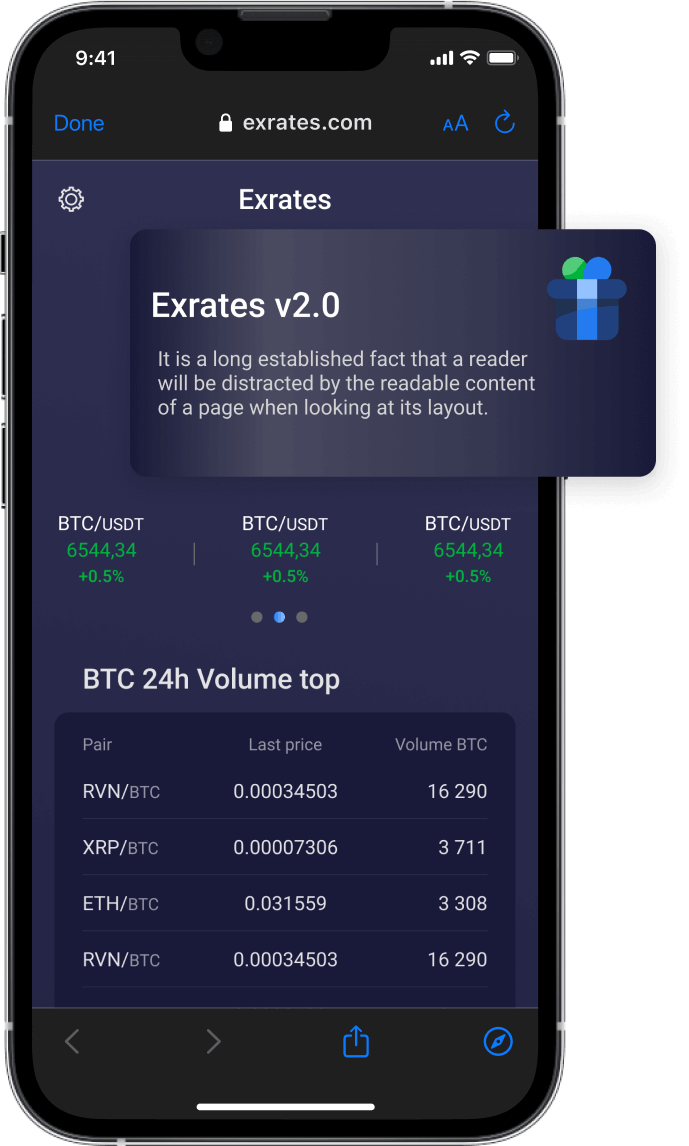 9:41
Done exrates.com AA
Exrates
Exrates v2.0
It is a long established fact that a reader
will be distracted by the readable content
of a page when looking at its layout.
BTC/USDT BTC/USDT BTC/USDT
6544,34 6544,34 6544,34
+0.5% +0.5% +0.5%
BTC 24h Volume top
Pair Last price Volume BTC
RVN/BTC 0.00034503 16 290
XRP/BTC 0.00007306 3 711
ETH/BTC 0.031559 3 308
RVN/BTC 0.00034503 16 290